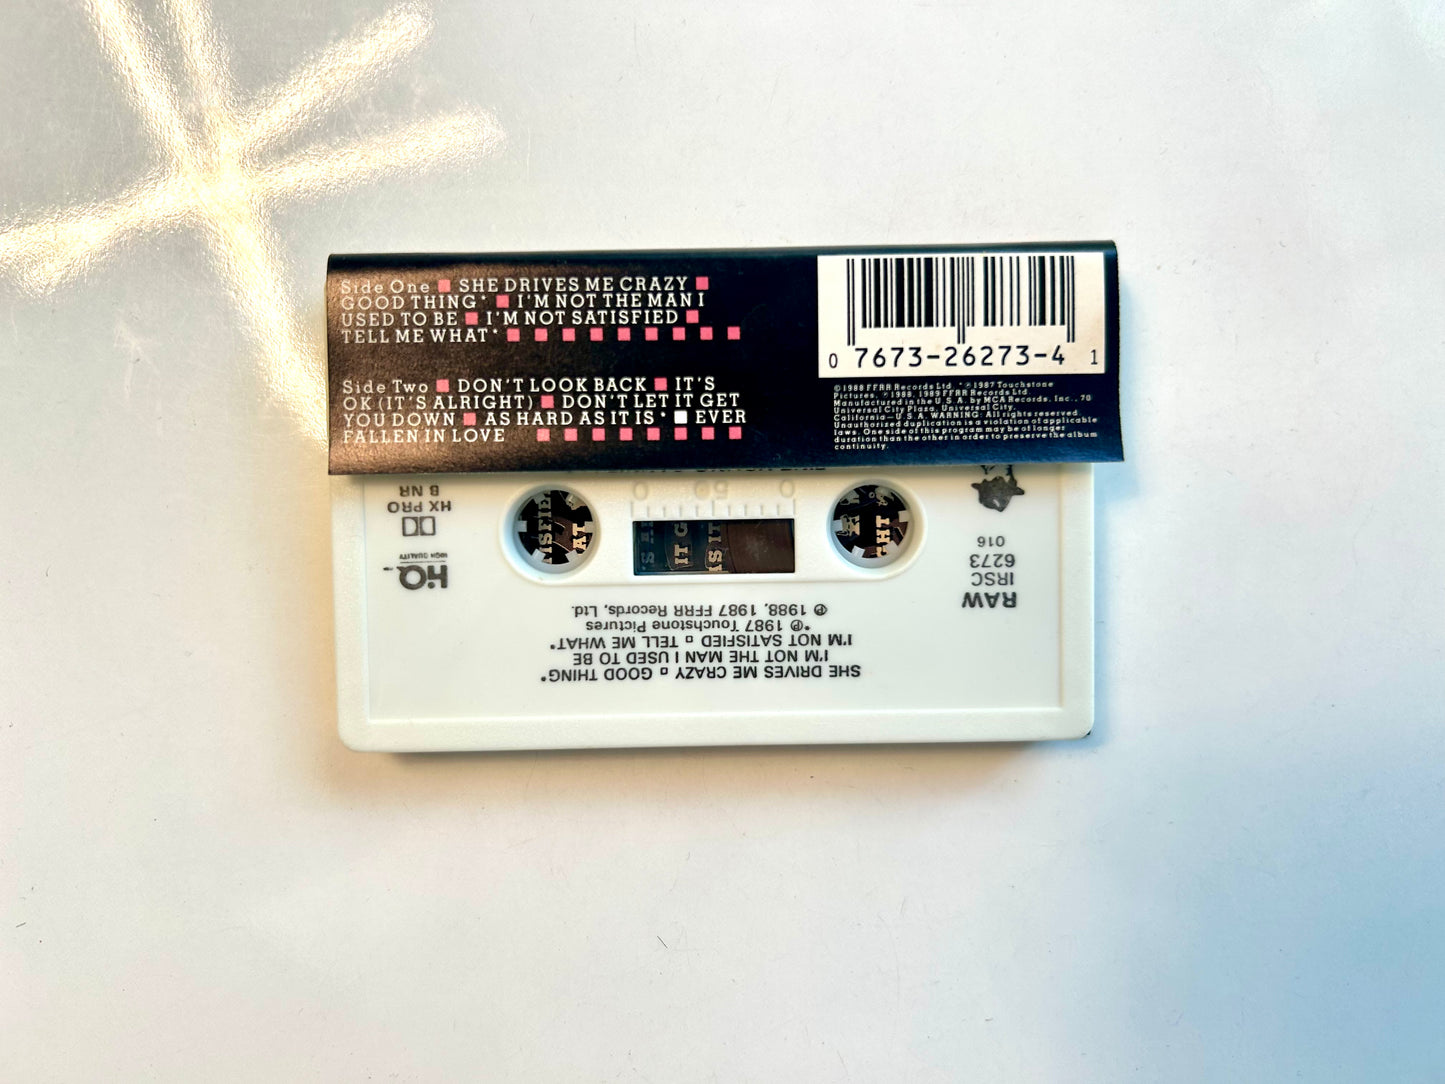 Side One ■ SHE DRIVES ME CRAZY ■
GOOD THING* ■ I'M NOT THE MAN I
USED TO BE ■ I'M NOT SATISFIED ■
TELL ME WHAT* ■ ■ ■ ■ ■ ■ ■ ■ ■
Side Two ■ DON'T LOOK BACK ■ IT'S
OK (IT'S ALRIGHT) ■ DON'T LET IT GET
YOU DOWN ■ AS HARD AS IT IS* ■ EVER
FALLEN IN LOVE ■ ■ ■ ■ ■ ■ ■ ■
0 7673-26273-4 1
©1988 FFRR Records Ltd. *℗1987 Touchstone
Pictures. ℗1988, 1989 FFRR Records Ltd.
Manufactured in the U.S.A. by MCA Records, Inc., 70
Universal City Plaza, Universal City,
California—U.S.A. WARNING: All rights reserved.
Unauthorized duplication is a violation of applicable
laws. One side of this program may be of longer
duration than the other in order to preserve the album
continuity.
SHE DRIVES ME CRAZY □ GOOD THING*
I'M NOT THE MAN I USED TO BE
I'M NOT SATISFIED □ TELL ME WHAT*
*℗ 1987 Touchstone Pictures
℗ 1988, 1987 FFRR Records, Ltd.
RAW
IRSC
6273
016
HQ
HIGH QUALITY
HX PRO
B NR
0 50 0